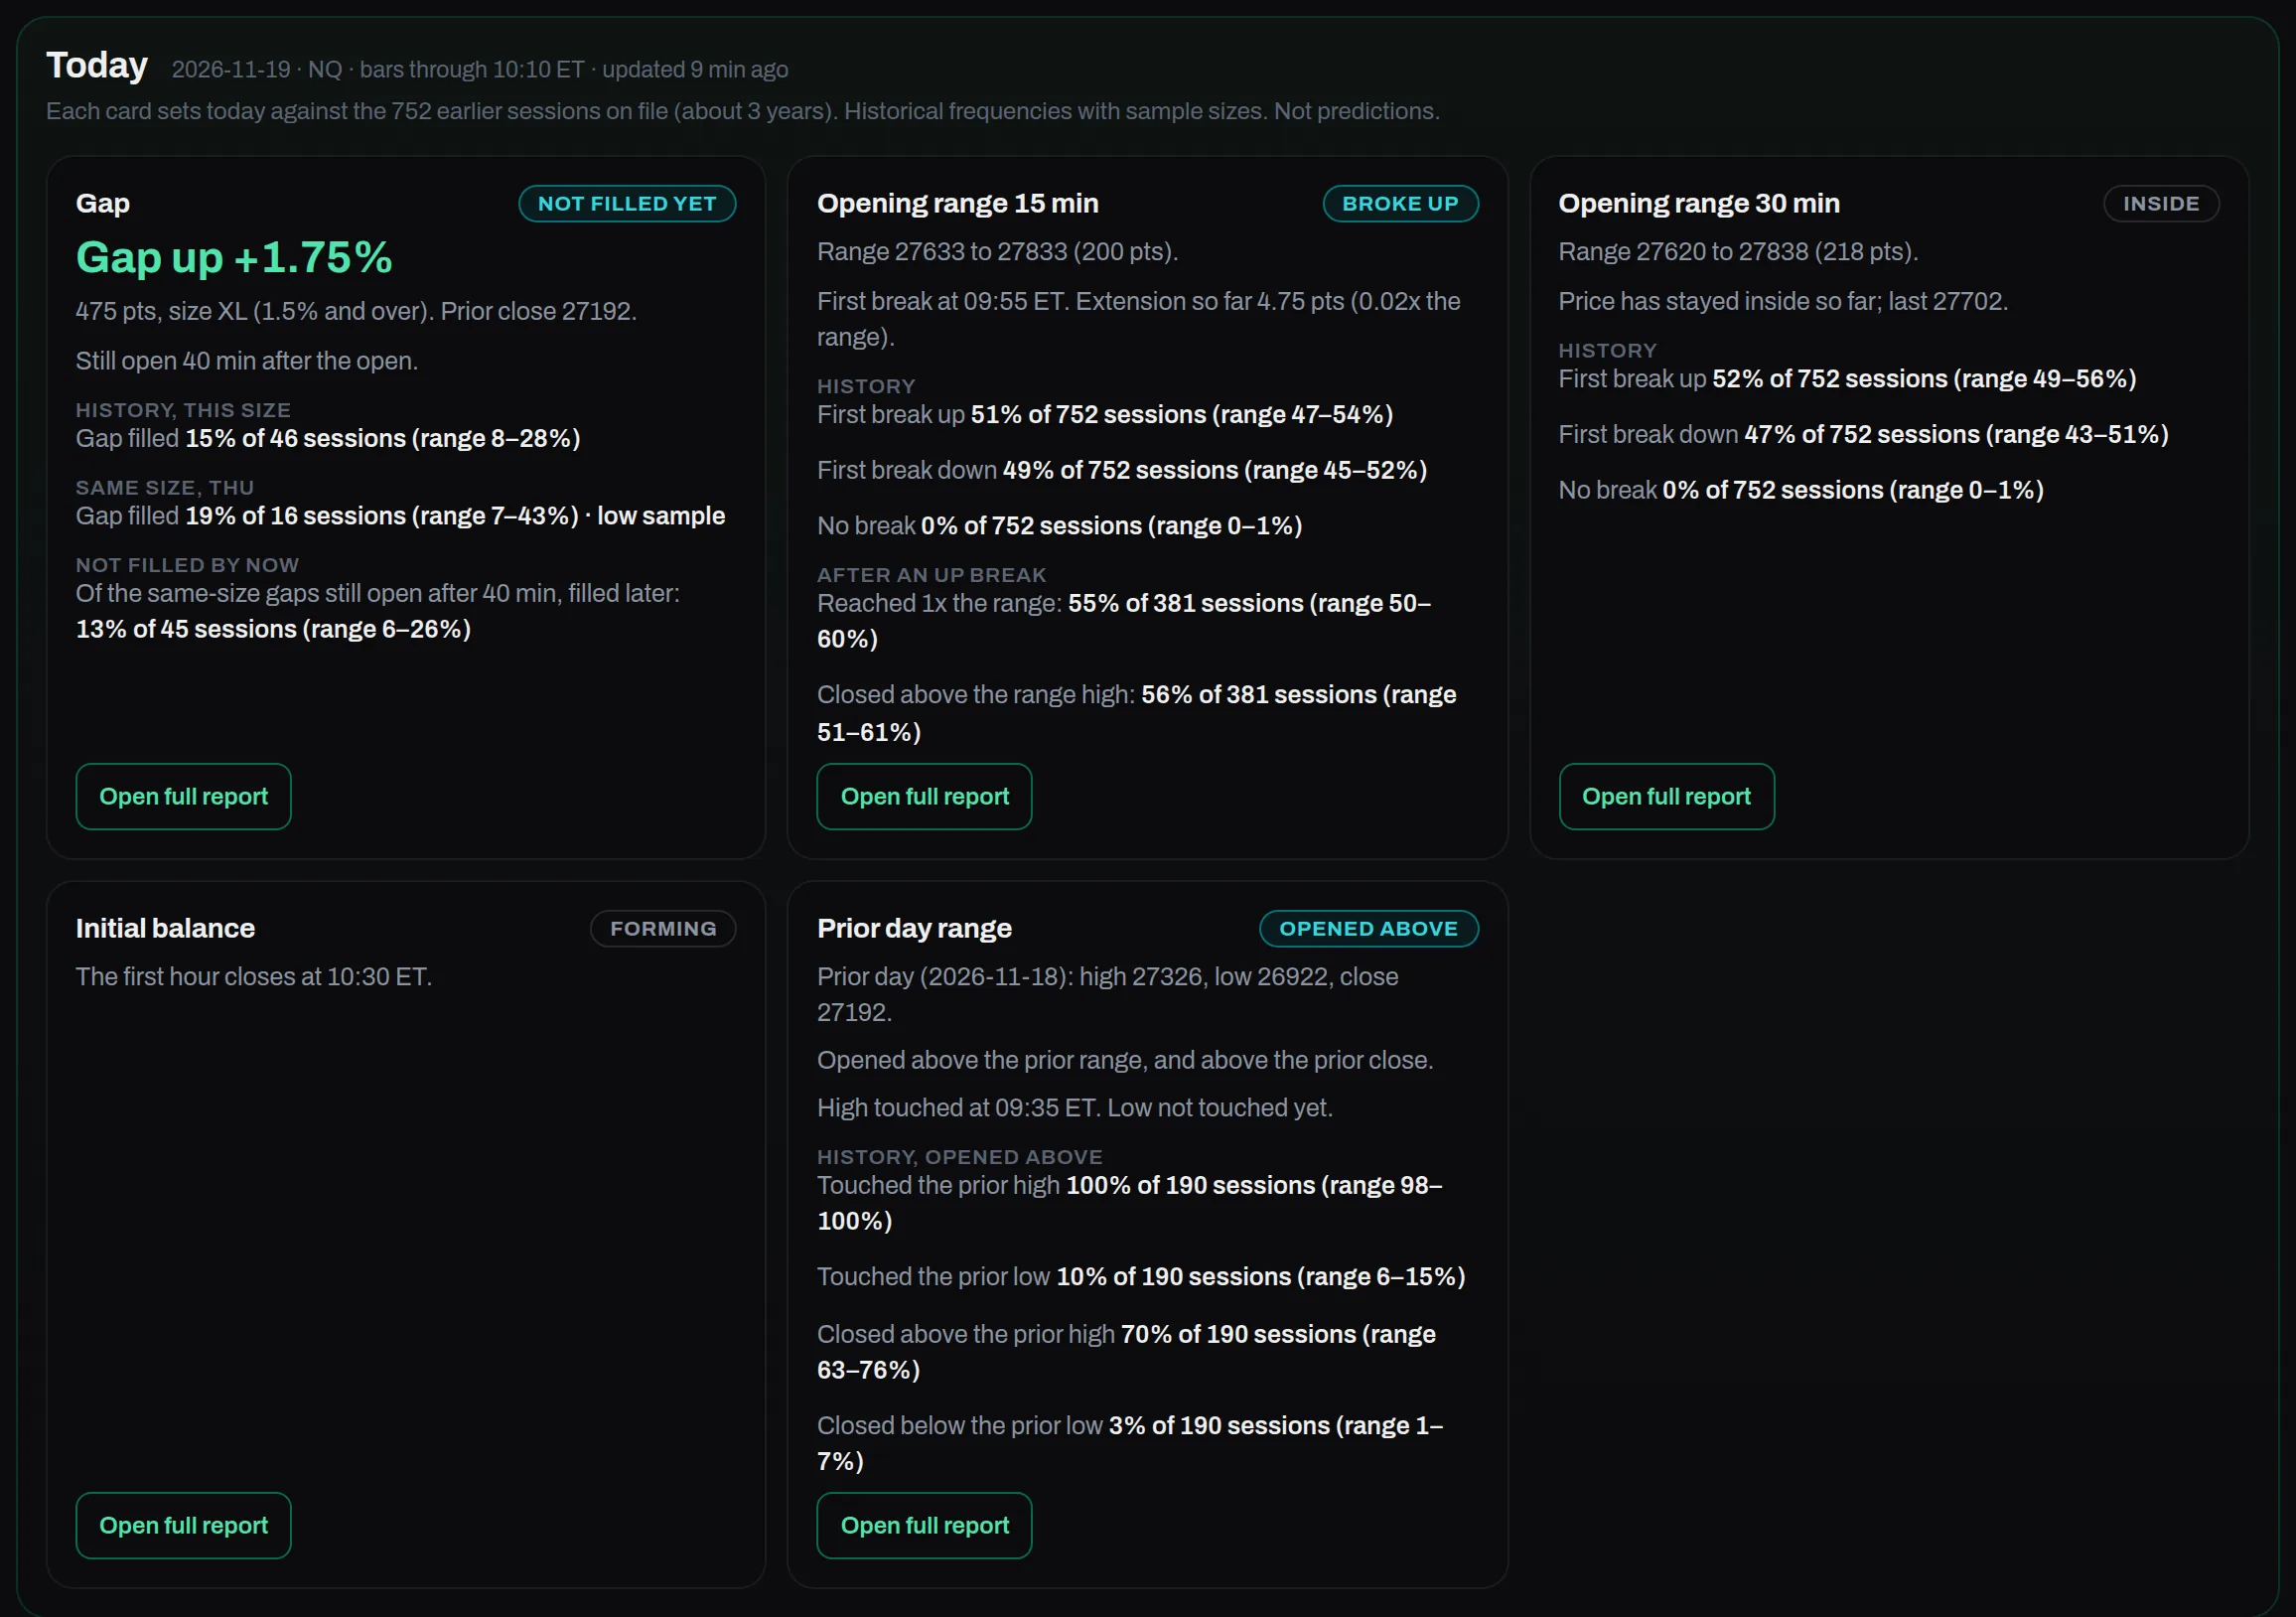 Today 2026-11-19 · NQ · bars through 10:10 ET · updated 9 min ago
Each card sets today against the 752 earlier sessions on file (about 3 years). Historical frequencies with sample sizes. Not predictions.
Gap NOT FILLED YET
Gap up +1.75%
475 pts, size XL (1.5% and over). Prior close 27192.
Still open 40 min after the open.
HISTORY, THIS SIZE
Gap filled 15% of 46 sessions (range 8–28%)
SAME SIZE, THU
Gap filled 19% of 16 sessions (range 7–43%) · low sample
NOT FILLED BY NOW
Of the same-size gaps still open after 40 min, filled later:
13% of 45 sessions (range 6–26%)
Open full report
Opening range 15 min BROKE UP
Range 27633 to 27833 (200 pts).
First break at 09:55 ET. Extension so far 4.75 pts (0.02x the
range).
HISTORY
First break up 51% of 752 sessions (range 47–54%)
First break down 49% of 752 sessions (range 45–52%)
No break 0% of 752 sessions (range 0–1%)
AFTER AN UP BREAK
Reached 1x the range: 55% of 381 sessions (range 50–
60%)
Closed above the range high: 56% of 381 sessions (range
51–61%)
Open full report
Opening range 30 min INSIDE
Range 27620 to 27838 (218 pts).
Price has stayed inside so far; last 27702.
HISTORY
First break up 52% of 752 sessions (range 49–56%)
First break down 47% of 752 sessions (range 43–51%)
No break 0% of 752 sessions (range 0–1%)
Open full report
Initial balance FORMING
The first hour closes at 10:30 ET.
Open full report
Prior day range OPENED ABOVE
Prior day (2026-11-18): high 27326, low 26922, close
27192.
Opened above the prior range, and above the prior close.
High touched at 09:35 ET. Low not touched yet.
HISTORY, OPENED ABOVE
Touched the prior high 100% of 190 sessions (range 98–
100%)
Touched the prior low 10% of 190 sessions (range 6–15%)
Closed above the prior high 70% of 190 sessions (range
63–76%)
Closed below the prior low 3% of 190 sessions (range 1–
7%)
Open full report